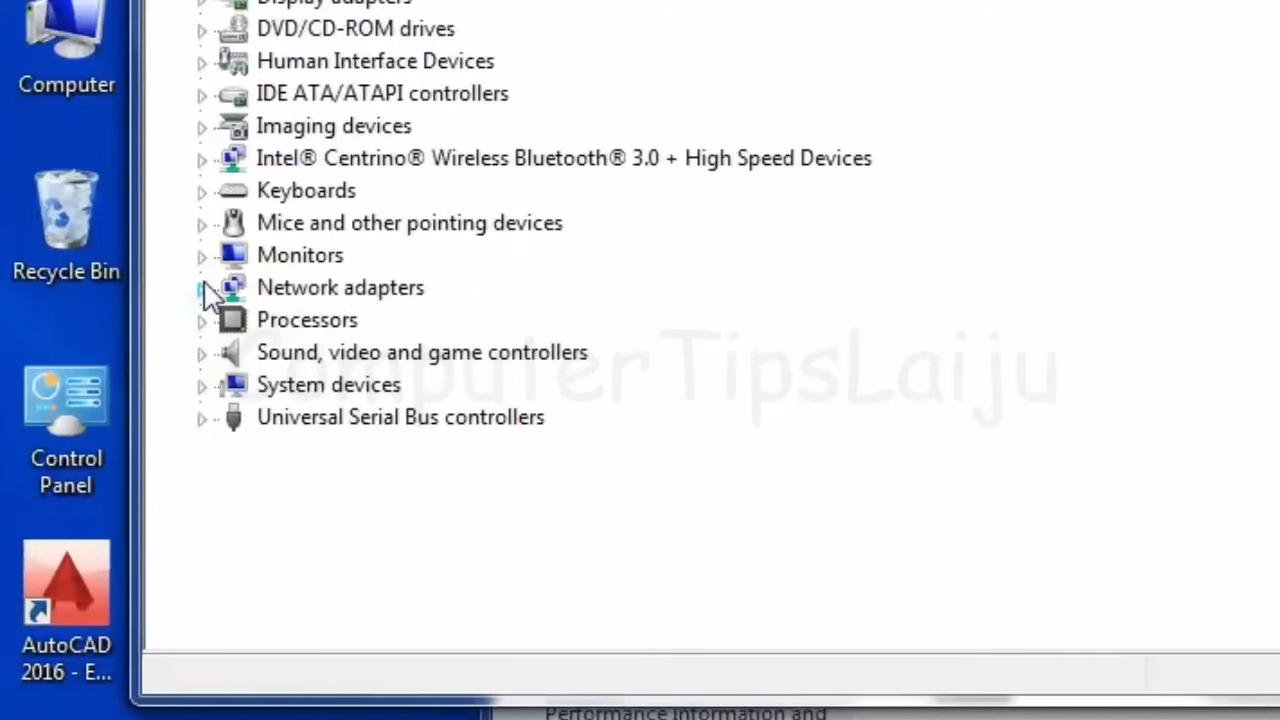 Display adapters
DVD/CD-ROM drives
Human Interface Devices
IDE ATA/ATAPI controllers
Imaging devices
Intel® Centrino® Wireless Bluetooth® 3.0 + High Speed Devices
Keyboards
Mice and other pointing devices
Monitors
Network adapters
Processors
Sound, video and game controllers
System devices
Universal Serial Bus controllers
ComputerTipsLaiju
Computer
Recycle Bin
Control
Panel
AutoCAD
2016 - E...
Performance Information and